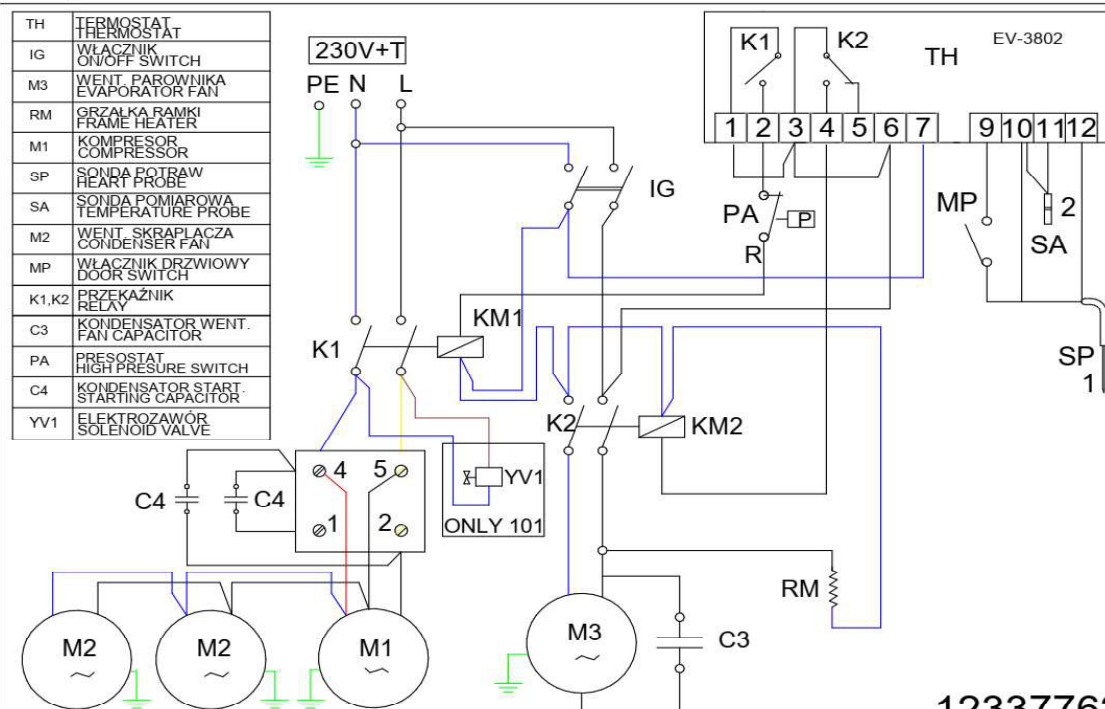 TH TERMOSTAT
THERMOSTAT
IG WŁĄCZNIK
ON/OFF SWITCH
M3 WENT. PAROWNIKA
EVAPORATOR FAN
RM GRZAŁKA RAMKI
FRAME HEATER
M1 KOMPRESOR
COMPRESSOR
SP SONDA POTRAW
HEART PROBE
SA SONDA POMIAROWA
TEMPERATURE PROBE
M2 WENT. SKRAPLACZA
CONDENSER FAN
MP WŁĄCZNIK DRZWIOWY
DOOR SWITCH
K1,K2 PRZEKAŹNIK
RELAY
C3 KONDENSATOR WENT.
FAN CAPACITOR
PA PRESOSTAT
HIGH PRESURE SWITCH
C4 KONDENSATOR START.
STARTING CAPACITOR
YV1 ELEKTROZAWÓR
SOLENOID VALVE
230V+T
PE N L
K1 K2 TH EV-3802
1 2 3 4 5 6 7 9 10 11 12
IG
PA P
R
MP
2
SA
SP
1
K1
KM1
K2
KM2
YV1
ONLY 101
4 5
1 2
C4
C4
M2
M2
M1
M3
C3
RM